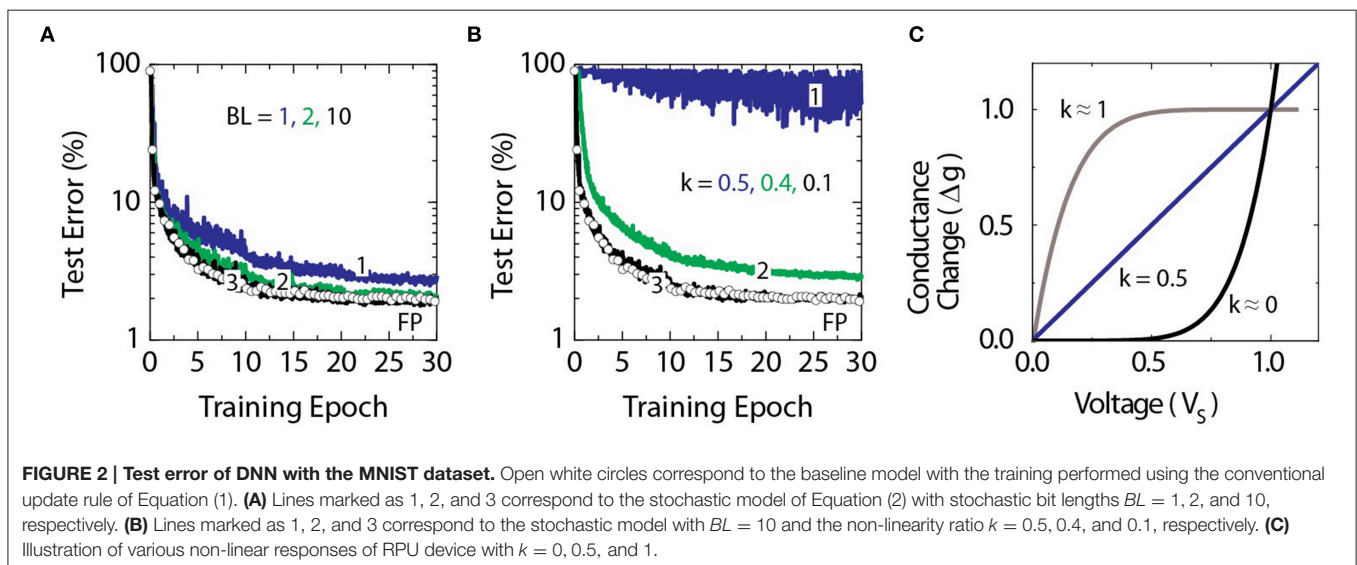 A
100
10
1
Test Error (%)
BL = 1, 2, 10
1
2
3
FP
0 5 10 15 20 25 30
Training Epoch
B
100
10
1
Test Error (%)
1
k = 0.5, 0.4, 0.1
2
3
FP
0 5 10 15 20 25 30
Training Epoch
C
Conductance
Change (Δg)
1.0
0.5
0.0
k ≈ 1
k = 0.5
k ≈ 0
0.0 0.5 1.0
Voltage (VS)
FIGURE 2 | Test error of DNN with the MNIST dataset. Open white circles correspond to the baseline model with the training performed using the conventional
update rule of Equation (1). (A) Lines marked as 1, 2, and 3 correspond to the stochastic model of Equation (2) with stochastic bit lengths BL = 1, 2, and 10,
respectively. (B) Lines marked as 1, 2, and 3 correspond to the stochastic model with BL = 10 and the non-linearity ratio k = 0.5, 0.4, and 0.1, respectively. (C)
Illustration of various non-linear responses of RPU device with k = 0, 0.5, and 1.